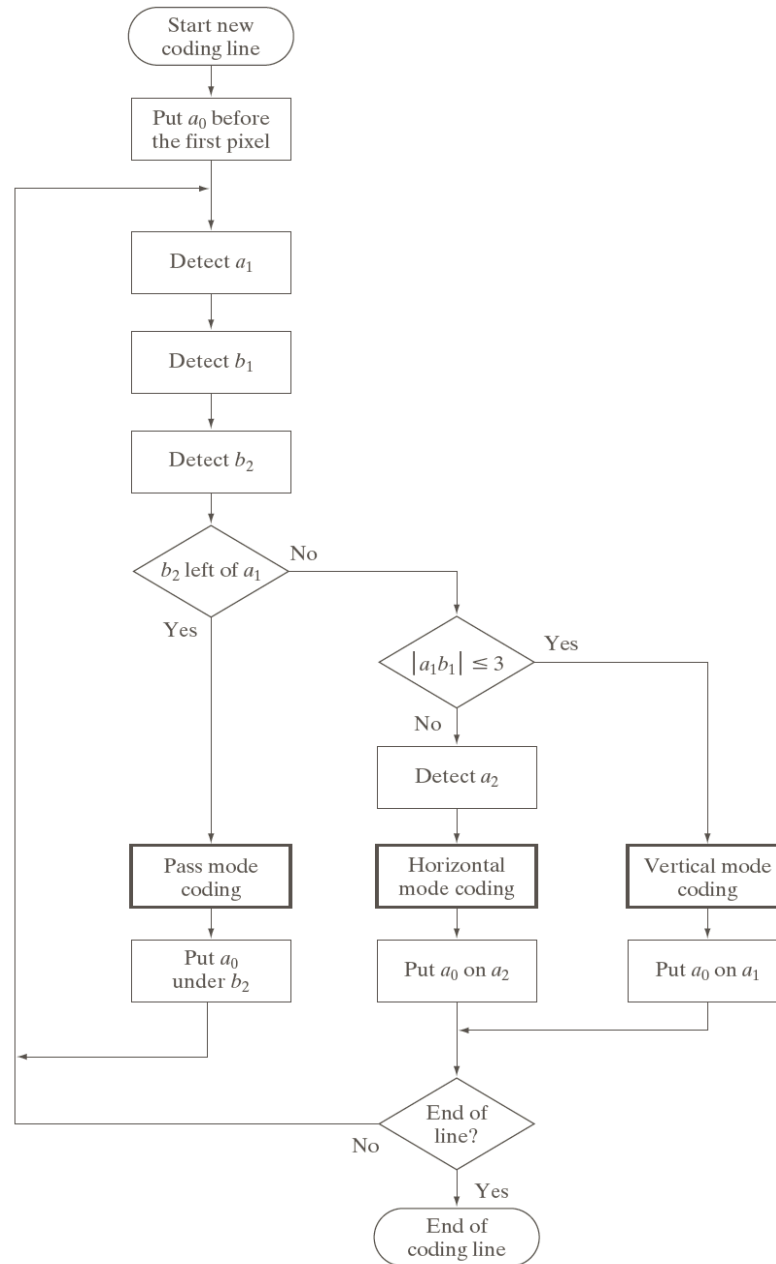 Start new
coding line
Put a₀ before
the first pixel
Detect a₁
Detect b₁
Detect b₂
b₂ left of a₁
No
Yes
|a₁b₁| ≤ 3
Yes
No
Detect a₂
Pass mode
coding
Horizontal
mode coding
Vertical mode
coding
Put a₀
under b₂
Put a₀ on a₂
Put a₀ on a₁
End of
line?
No
Yes
End of
coding line